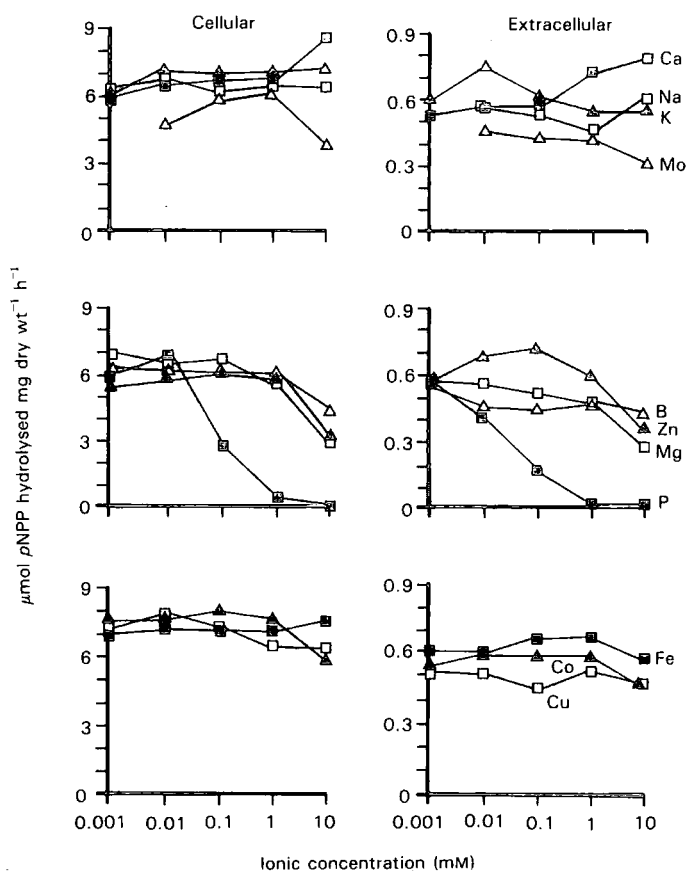 Cellular
Extracellular
9
6
3
0
0.9
0.6
0.3
0
Ca
Na
K
Mo
9
6
3
0
0.9
0.6
0.3
0
B
Zn
Mg
P
9
6
3
0
0.001
0.01
0.1
1
10
0.9
0.6
0.3
0
0.001
0.01
0.1
1
10
Fe
Co
Cu
μmol pNPP hydrolysed mg dry wt⁻¹ h⁻¹
Ionic concentration (mM)